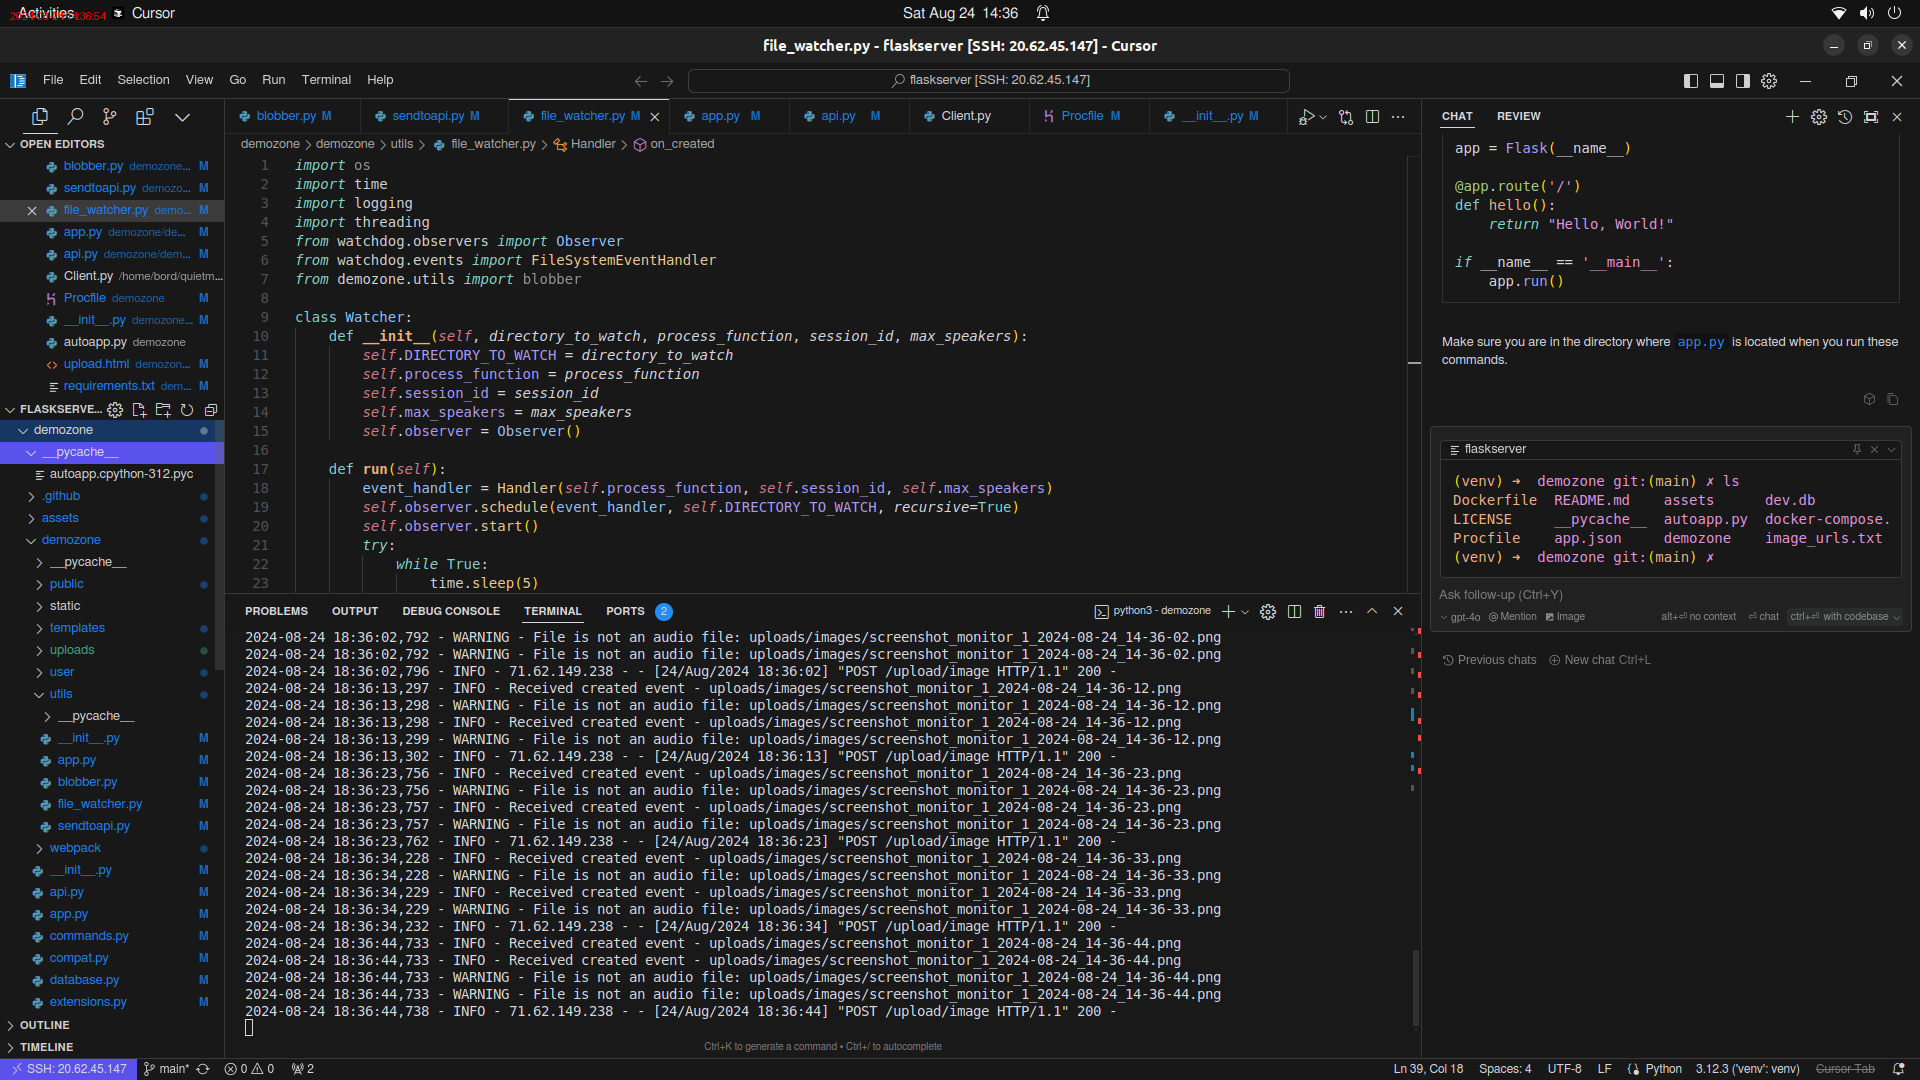 Activities
Cursor
Sat Aug 24 14:36
file_watcher.py - flaskserver [SSH: 20.62.45.147] - Cursor
File Edit Selection View Go Run Terminal Help
flaskserver [SSH: 20.62.45.147]
blobber.py M
sendtoapi.py M
file_watcher.py M
app.py M
api.py M
Client.py
Procfile M
__init__.py M
demozone > demozone > utils > file_watcher.py > Handler > on_created
OPEN EDITORS
blobber.py demozone... M
sendtoapi.py demozo... M
file_watcher.py demo... M
app.py demozone/de... M
api.py demozone/dem... M
Client.py /home/bord/quietm...
Procfile demozone M
__init__.py demozone... M
autoapp.py demozone
upload.html demozon... M
requirements.txt dem... M
FLASKSERVE...
demozone
__pycache__
autoapp.cpython-312.pyc
.github
assets
demozone
__pycache__
public
static
templates
uploads
user
utils
__pycache__
__init__.py M
app.py M
blobber.py M
file_watcher.py M
sendtoapi.py M
webpack
__init__.py M
api.py M
app.py M
commands.py M
compat.py M
database.py M
extensions.py M
OUTLINE
TIMELINE
1 import os
2 import time
3 import logging
4 import threading
5 from watchdog.observers import Observer
6 from watchdog.events import FileSystemEventHandler
7 from demozone.utils import blobber
8
9 class Watcher:
10 def __init__(self, directory_to_watch, process_function, session_id, max_speakers):
11 self.DIRECTORY_TO_WATCH = directory_to_watch
12 self.process_function = process_function
13 self.session_id = session_id
14 self.max_speakers = max_speakers
15 self.observer = Observer()
16
17 def run(self):
18 event_handler = Handler(self.process_function, self.session_id, self.max_speakers)
19 self.observer.schedule(event_handler, self.DIRECTORY_TO_WATCH, recursive=True)
20 self.observer.start()
21 try:
22 while True:
23 time.sleep(5)
PROBLEMS OUTPUT DEBUG CONSOLE TERMINAL PORTS 2
python3 - demozone
2024-08-24 18:36:02,792 - WARNING - File is not an audio file: uploads/images/screenshot_monitor_1_2024-08-24_14-36-02.png
2024-08-24 18:36:02,792 - WARNING - File is not an audio file: uploads/images/screenshot_monitor_1_2024-08-24_14-36-02.png
2024-08-24 18:36:02,796 - INFO - 71.62.149.238 - - [24/Aug/2024 18:36:02] "POST /upload/image HTTP/1.1" 200 -
2024-08-24 18:36:13,297 - INFO - Received created event - uploads/images/screenshot_monitor_1_2024-08-24_14-36-12.png
2024-08-24 18:36:13,298 - WARNING - File is not an audio file: uploads/images/screenshot_monitor_1_2024-08-24_14-36-12.png
2024-08-24 18:36:13,298 - INFO - Received created event - uploads/images/screenshot_monitor_1_2024-08-24_14-36-12.png
2024-08-24 18:36:13,299 - WARNING - File is not an audio file: uploads/images/screenshot_monitor_1_2024-08-24_14-36-12.png
2024-08-24 18:36:13,302 - INFO - 71.62.149.238 - - [24/Aug/2024 18:36:13] "POST /upload/image HTTP/1.1" 200 -
2024-08-24 18:36:23,756 - INFO - Received created event - uploads/images/screenshot_monitor_1_2024-08-24_14-36-23.png
2024-08-24 18:36:23,756 - WARNING - File is not an audio file: uploads/images/screenshot_monitor_1_2024-08-24_14-36-23.png
2024-08-24 18:36:23,757 - INFO - Received created event - uploads/images/screenshot_monitor_1_2024-08-24_14-36-23.png
2024-08-24 18:36:23,757 - WARNING - File is not an audio file: uploads/images/screenshot_monitor_1_2024-08-24_14-36-23.png
2024-08-24 18:36:23,762 - INFO - 71.62.149.238 - - [24/Aug/2024 18:36:23] "POST /upload/image HTTP/1.1" 200 -
2024-08-24 18:36:34,228 - INFO - Received created event - uploads/images/screenshot_monitor_1_2024-08-24_14-36-33.png
2024-08-24 18:36:34,228 - WARNING - File is not an audio file: uploads/images/screenshot_monitor_1_2024-08-24_14-36-33.png
2024-08-24 18:36:34,229 - INFO - Received created event - uploads/images/screenshot_monitor_1_2024-08-24_14-36-33.png
2024-08-24 18:36:34,229 - WARNING - File is not an audio file: uploads/images/screenshot_monitor_1_2024-08-24_14-36-33.png
2024-08-24 18:36:34,232 - INFO - 71.62.149.238 - - [24/Aug/2024 18:36:34] "POST /upload/image HTTP/1.1" 200 -
2024-08-24 18:36:44,733 - INFO - Received created event - uploads/images/screenshot_monitor_1_2024-08-24_14-36-44.png
2024-08-24 18:36:44,733 - INFO - Received created event - uploads/images/screenshot_monitor_1_2024-08-24_14-36-44.png
2024-08-24 18:36:44,733 - WARNING - File is not an audio file: uploads/images/screenshot_monitor_1_2024-08-24_14-36-44.png
2024-08-24 18:36:44,733 - WARNING - File is not an audio file: uploads/images/screenshot_monitor_1_2024-08-24_14-36-44.png
2024-08-24 18:36:44,738 - INFO - 71.62.149.238 - - [24/Aug/2024 18:36:44] "POST /upload/image HTTP/1.1" 200 -
Ctrl+K to generate a command • Ctrl+/ to autocomplete
CHAT REVIEW
app = Flask(__name__)
@app.route('/')
def hello():
return "Hello, World!"
if __name__ == '__main__':
app.run()
Make sure you are in the directory where app.py is located when you run these
commands.
flaskserver
(venv) ➜ demozone git:(main) ✗ ls
Dockerfile README.md assets dev.db
LICENSE __pycache__ autoapp.py docker-compose.
Procfile app.json demozone image_urls.txt
(venv) ➜ demozone git:(main) ✗
Ask follow-up (Ctrl+Y)
gpt-4o @ Mention Image alt+⏎ no context ⏎ chat ctrl+⏎ with codebase
Previous chats New chat Ctrl+L
SSH: 20.62.45.147 main* 0 0 2
Ln 39, Col 18 Spaces: 4 UTF-8 LF Python 3.12.3 ('venv': venv) Cursor Tab